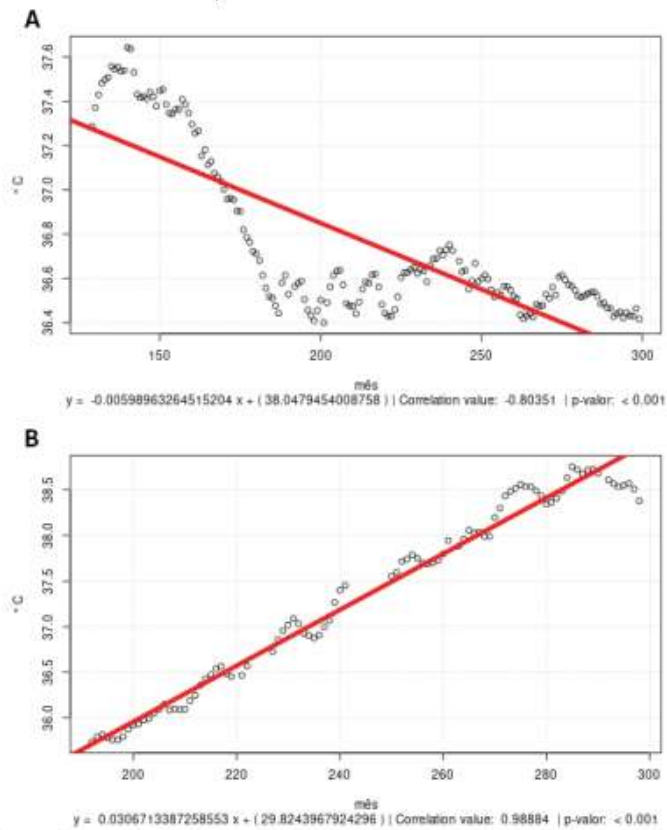 A
37.6
37.4
37.2
37.0
36.8
36.6
36.4
° C
150 200 250 300
mês
y = -0.00598963264515204 x + ( 38.0479454008758 ) | Correlation value: -0.80351 | p-valor: < 0.001
B
38.5
38.0
37.5
37.0
36.5
36.0
° C
200 220 240 260 280 300
mês
y = 0.0306713387258553 x + ( 29.8243967924296 ) | Correlation value: 0.98884 | p-valor: < 0.001